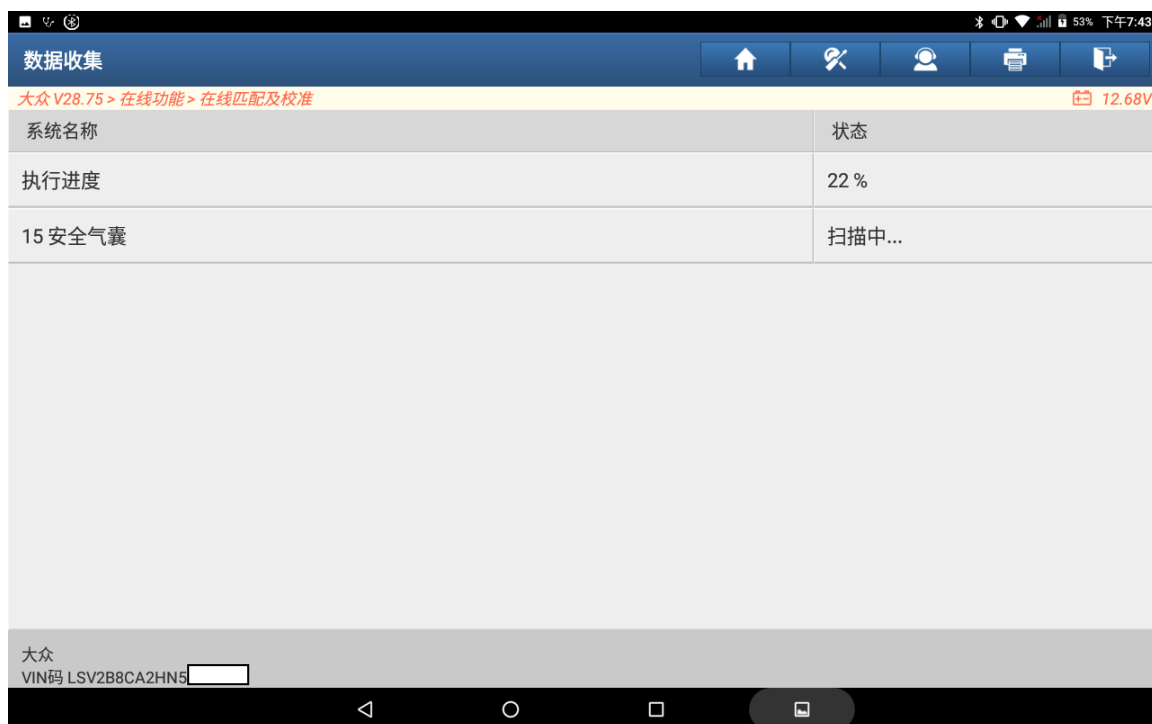 53% 下午7:43
数据收集
大众 V28.75 > 在线功能 > 在线匹配及校准 12.68V
系统名称 状态
执行进度 22 %
15 安全气囊 扫描中...
大众
VIN码 LSV2B8CA2HN5